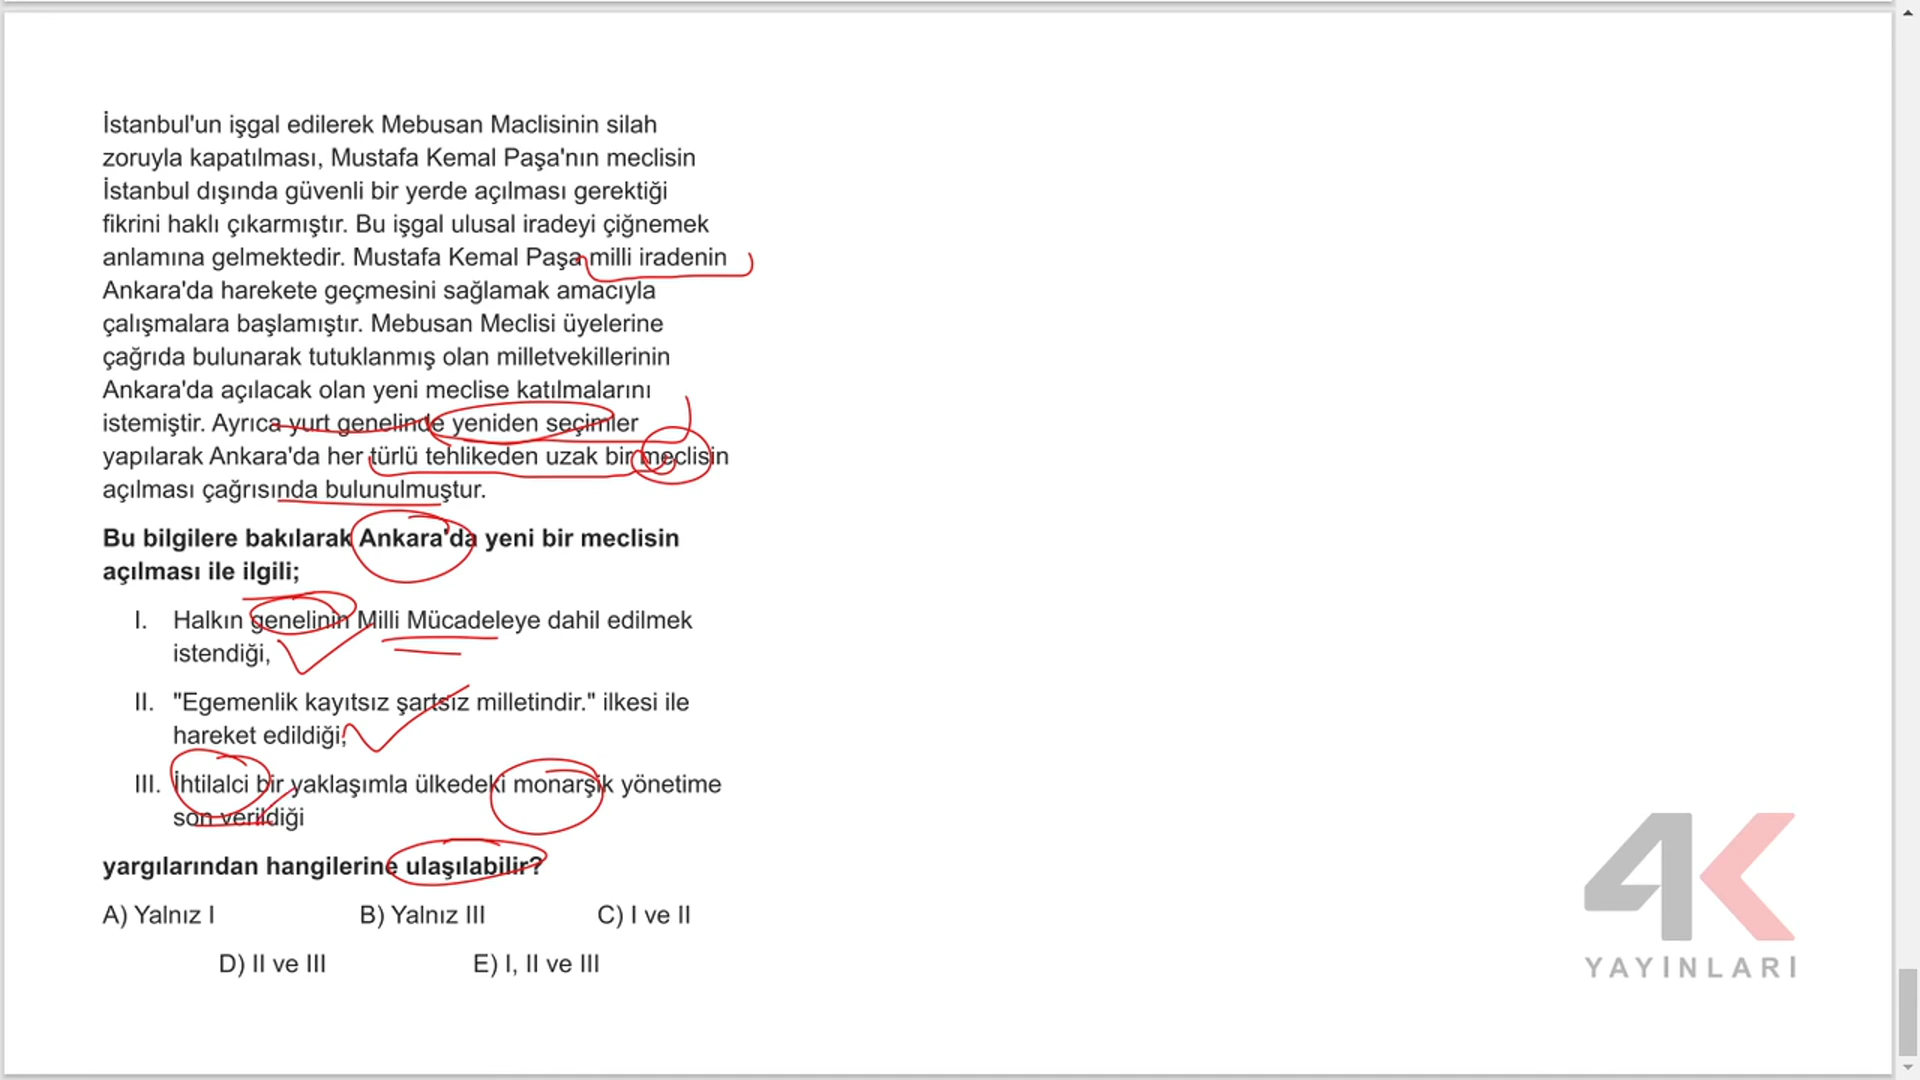 İstanbul'un işgal edilerek Mebusan Maclisinin silah
zoruyla kapatılması, Mustafa Kemal Paşa'nın meclisin
İstanbul dışında güvenli bir yerde açılması gerektiği
fikrini haklı çıkarmıştır. Bu işgal ulusal iradeyi çiğnemek
anlamına gelmektedir. Mustafa Kemal Paşa milli iradenin
Ankara'da harekete geçmesini sağlamak amacıyla
çalışmalara başlamıştır. Mebusan Meclisi üyelerine
çağrıda bulunarak tutuklanmış olan milletvekillerinin
Ankara'da açılacak olan yeni meclise katılmalarını
istemiştir. Ayrıca yurt genelinde yeniden seçimler
yapılarak Ankara'da her türlü tehlikeden uzak bir meclisin
açılması çağrısında bulunulmuştur.
Bu bilgilere bakılarak Ankara'da yeni bir meclisin
açılması ile ilgili;
I. Halkın genelinin Milli Mücadeleye dahil edilmek
istendiği,
II. "Egemenlik kayıtsız şartsız milletindir." ilkesi ile
hareket edildiği,
III. İhtilalci bir yaklaşımla ülkedeki monarşik yönetime
son verildiği
yargılarından hangilerine ulaşılabilir?
A) Yalnız I B) Yalnız III C) I ve II
D) II ve III E) I, II ve III
4K
YAYINLARI